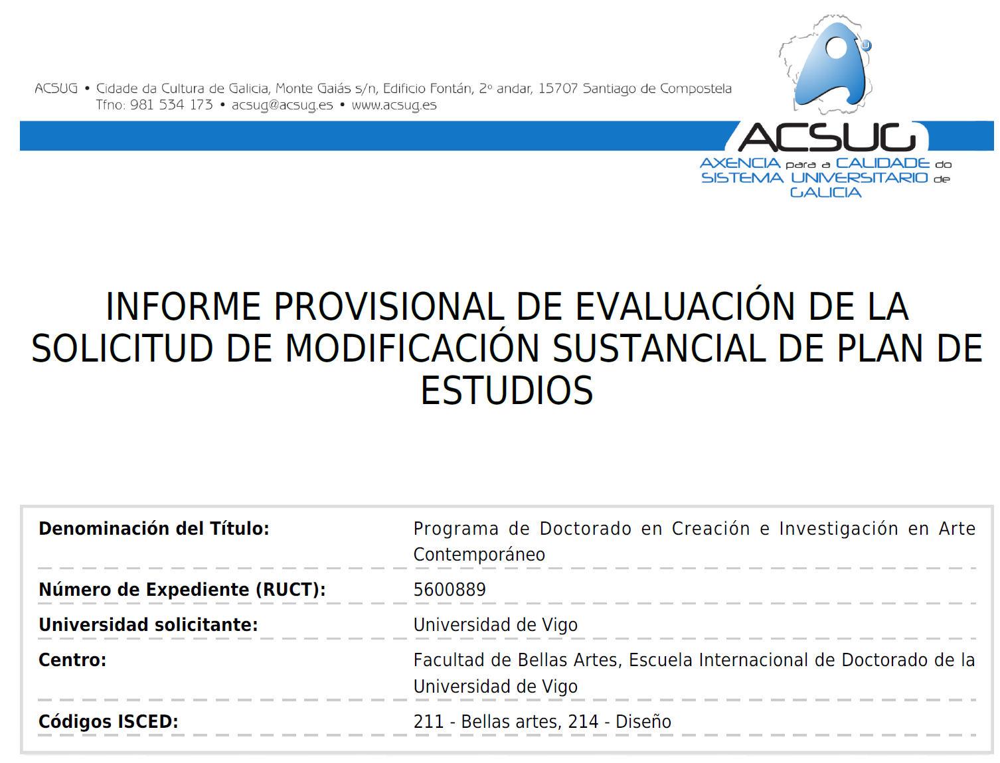 ACSUG • Cidade da Cultura de Galicia, Monte Gaiás s/n, Edificio Fontán, 2º andar, 15707 Santiago de Compostela
Tfno: 981 534 173 • acsug@acsug.es • www.acsug.es
U
ACSUG
AXENCIA para a CALIDADE do
SISTEMA UNIVERSITARIO de
GALICIA
INFORME PROVISIONAL DE EVALUACIÓN DE LA
SOLICITUD DE MODIFICACIÓN SUSTANCIAL DE PLAN DE
ESTUDIOS
Denominación del Título: Programa de Doctorado en Creación e Investigación en Arte
Contemporáneo
Número de Expediente (RUCT): 5600889
Universidad solicitante: Universidad de Vigo
Centro: Facultad de Bellas Artes, Escuela Internacional de Doctorado de la
Universidad de Vigo
Códigos ISCED: 211 - Bellas artes, 214 - Diseño